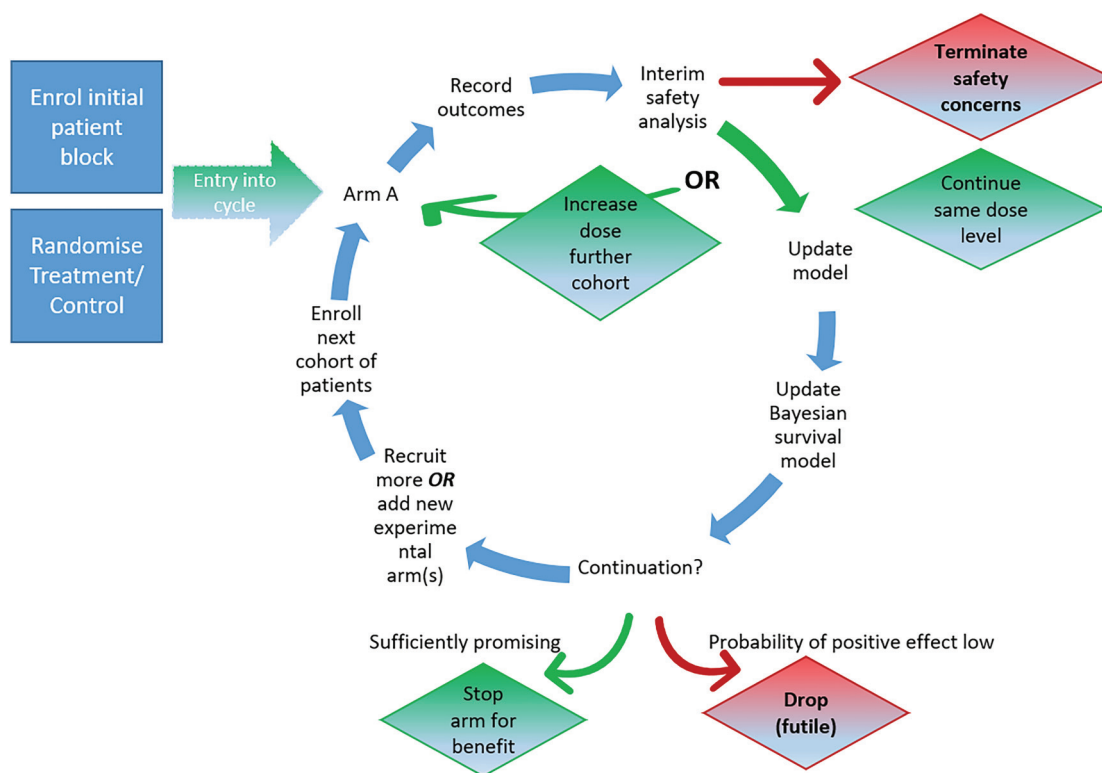 Enrol initial
patient
block
Randomise
Treatment/
Control
Entry into
cycle
Arm A
Record
outcomes
Interim
safety
analysis
Terminate
safety
concerns
OR
Increase
dose
further
cohort
Continue
same dose
level
Update
model
Update
Bayesian
survival
model
Continuation?
Sufficiently promising
Stop
arm for
benefit
Probability of positive effect low
Drop
(futile)
Recruit
more OR
add new
experime
ntal
arm(s)
Enroll
next
cohort of
patients